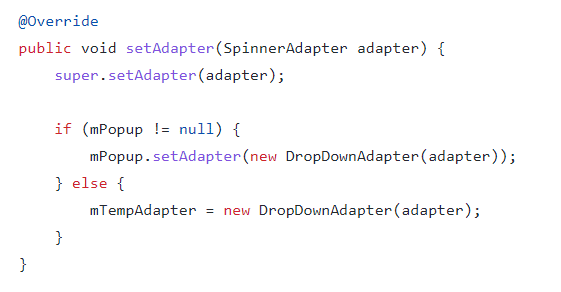 @Override
public void setAdapter(SpinnerAdapter adapter) {
    super.setAdapter(adapter);

    if (mPopup != null) {
        mPopup.setAdapter(new DropDownAdapter(adapter));
    } else {
        mTempAdapter = new DropDownAdapter(adapter);
    }
}